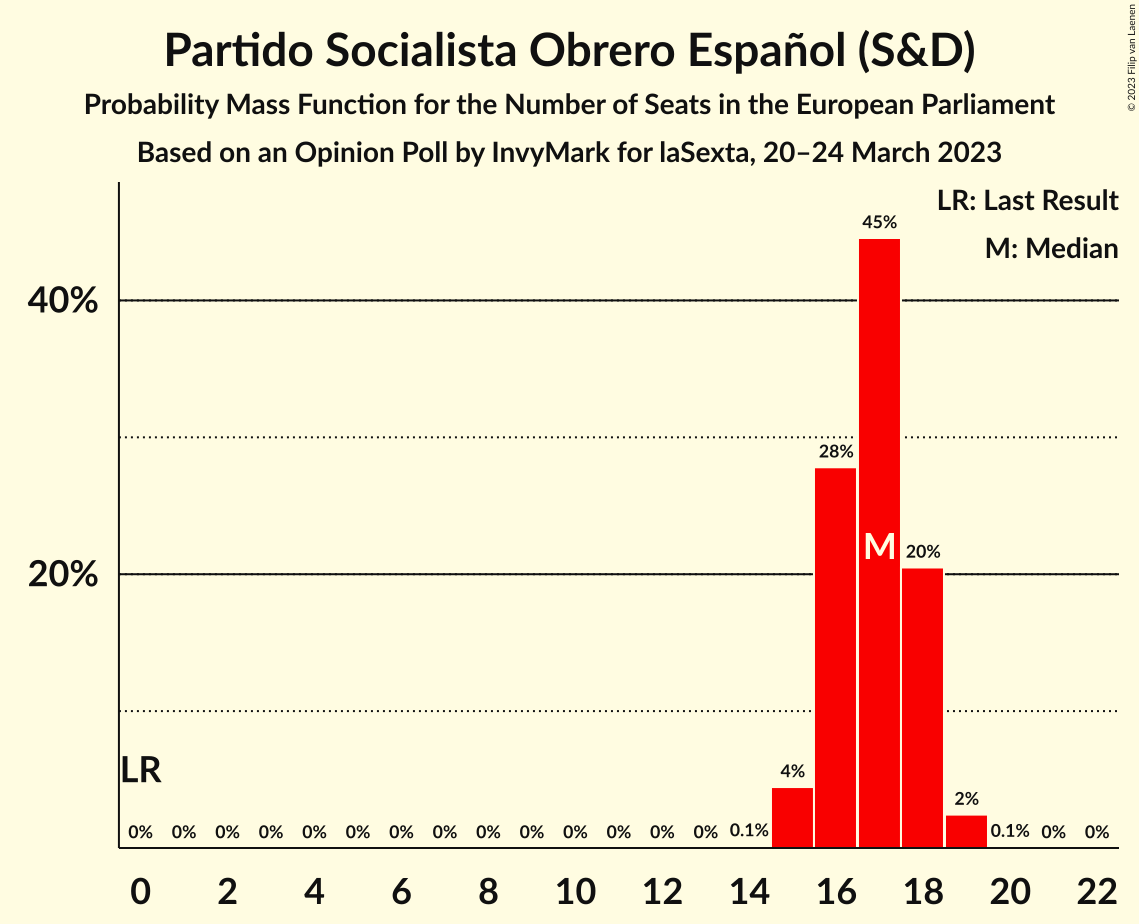 Partido Socialista Obrero Español (S&D)
Probability Mass Function for the Number of Seats in the European Parliament
Based on an Opinion Poll by InvyMark for laSexta, 20–24 March 2023
© 2023 Filip van Laenen
LR: Last Result
M: Median
40%
20%
45%
28%
M
20%
LR
4%
2%
0% 0% 0% 0% 0% 0% 0% 0% 0% 0% 0% 0% 0% 0% 0.1% 0.1% 0% 0%
0 2 4 6 8 10 12 14 16 18 20 22